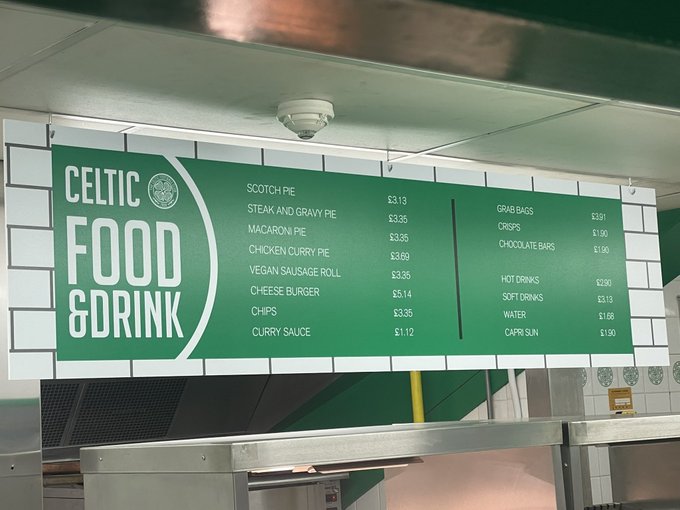 CELTIC
FOOD
&DRINK
SCOTCH PIE £3.13
STEAK AND GRAVY PIE £3.35
MACARONI PIE £3.35
CHICKEN CURRY PIE £3.69
VEGAN SAUSAGE ROLL £3.35
CHEESE BURGER £5.14
CHIPS £3.35
CURRY SAUCE £1.12
GRAB BAGS £3.91
CRISPS £1.90
CHOCOLATE BARS £1.90
HOT DRINKS £2.90
SOFT DRINKS £3.13
WATER £1.68
CAPRI SUN £1.90